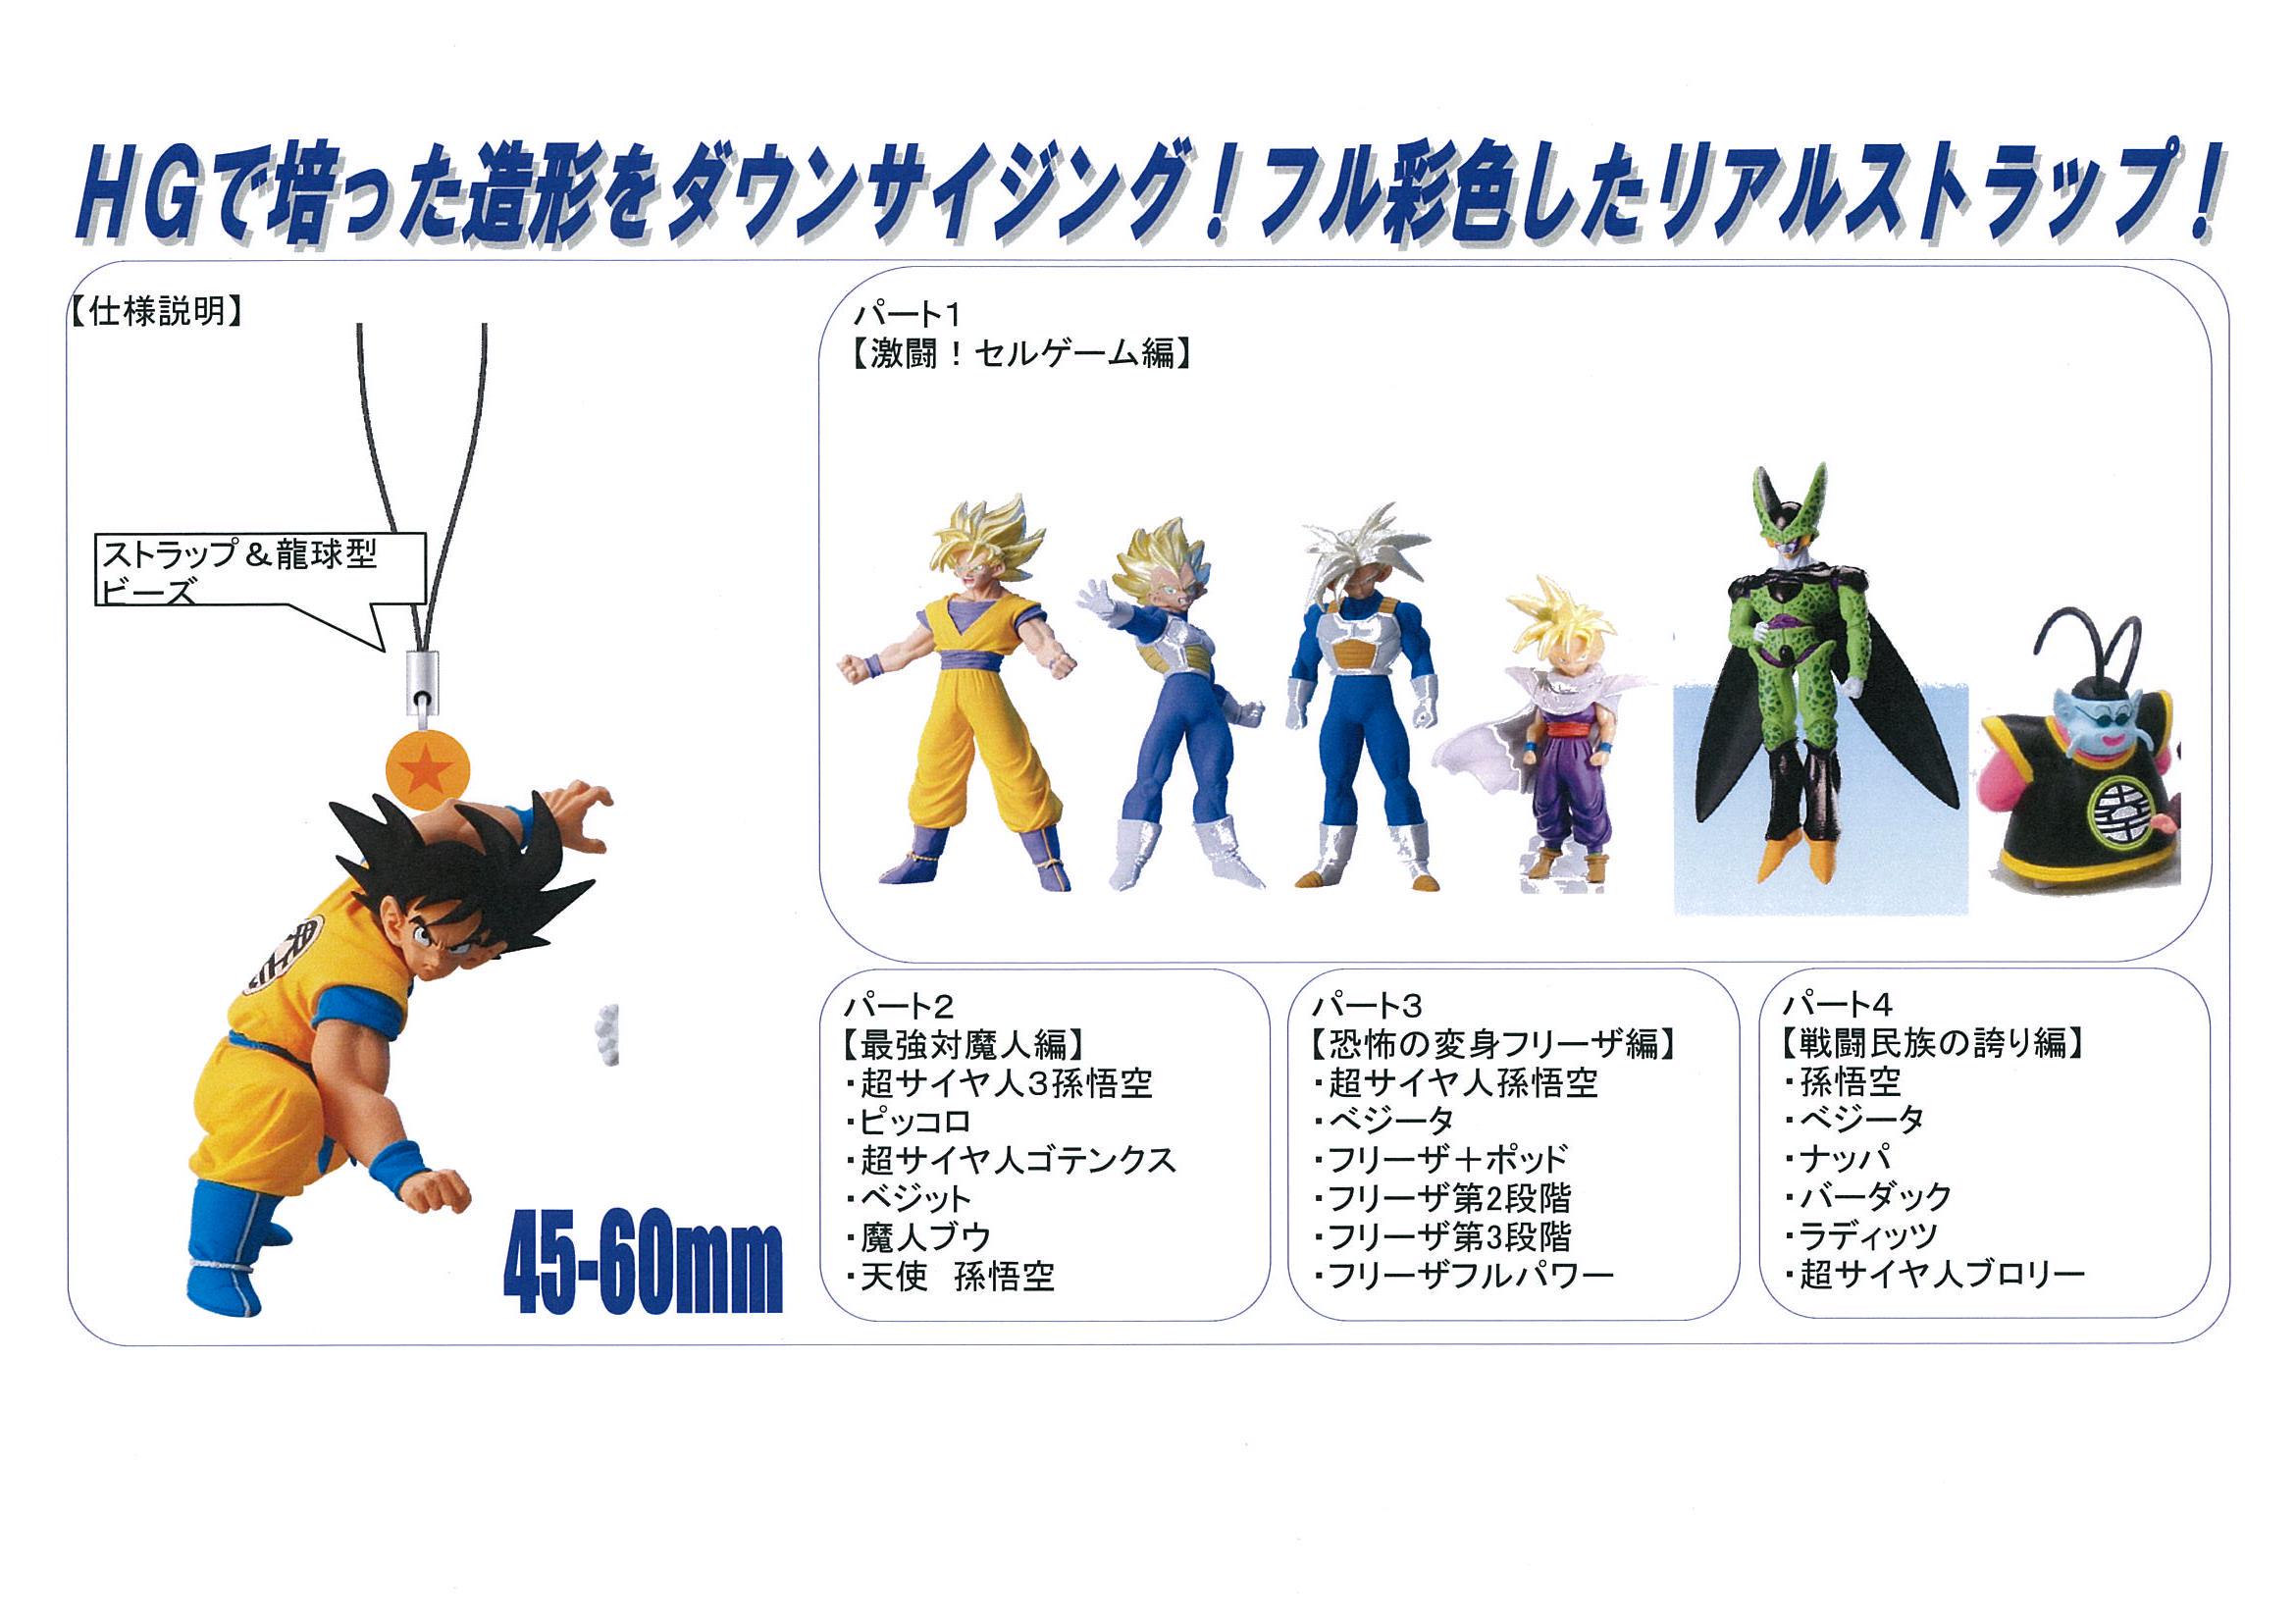 HGで培った造形をダウンサイジング！フル彩色したリアルストラップ！
【仕様説明】
ストラップ＆龍球型
ビーズ
45-60mm
パート1
【激闘！セルゲーム編】
パート2
【最強対魔人編】
・超サイヤ人3孫悟空
・ピッコロ
・超サイヤ人ゴテンクス
・ベジット
・魔人ブウ
・天使　孫悟空
パート3
【恐怖の変身フリーザ編】
・超サイヤ人孫悟空
・ベジータ
・フリーザ＋ポッド
・フリーザ第2段階
・フリーザ第3段階
・フリーザフルパワー
パート4
【戦闘民族の誇り編】
・孫悟空
・ベジータ
・ナッパ
・バーダック
・ラディッツ
・超サイヤ人ブロリー